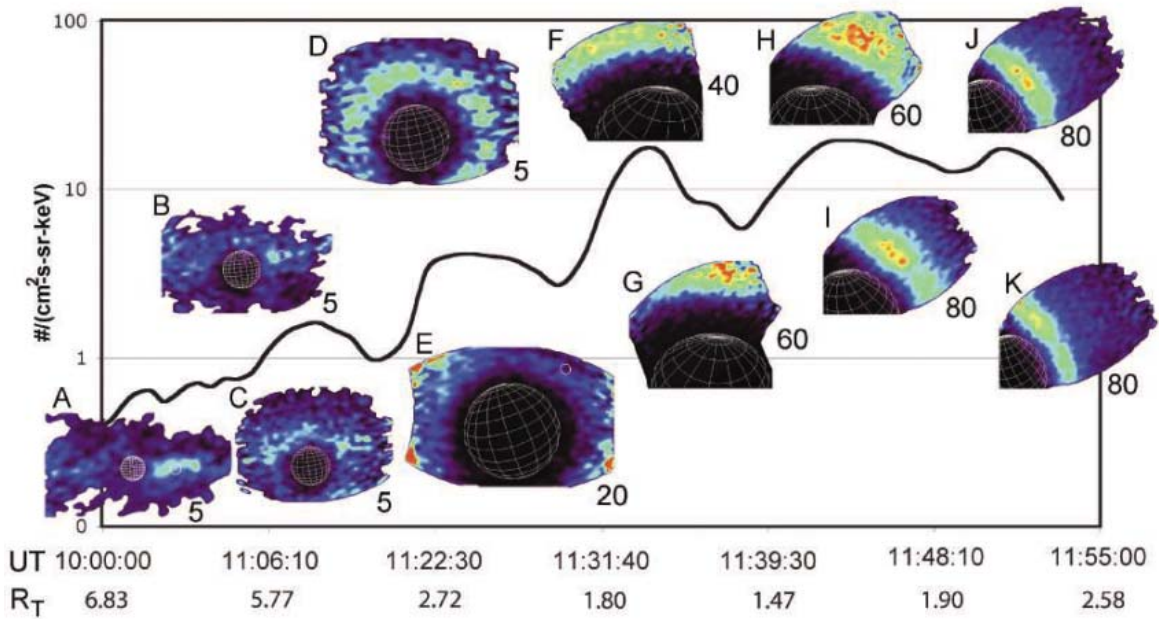 100
10
1
0
#/(cm²-s-sr-keV)
A
5
B
5
C
5
D
5
E
20
F
40
G
60
H
60
I
80
J
80
K
80
UT 10:00:00 11:06:10 11:22:30 11:31:40 11:39:30 11:48:10 11:55:00
R_T 6.83 5.77 2.72 1.80 1.47 1.90 2.58